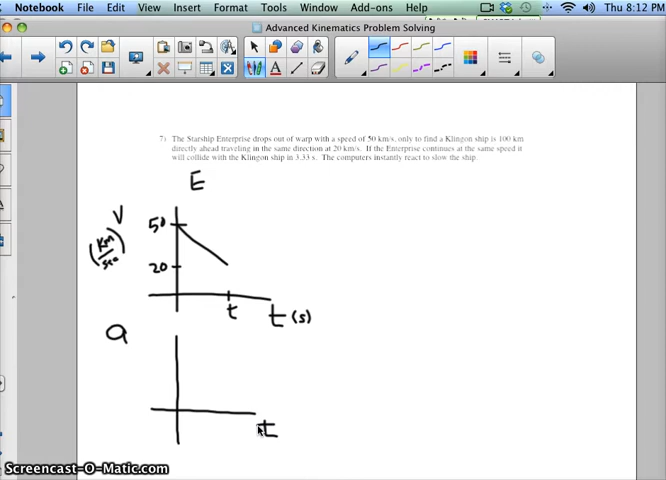 Notebook File Edit View Insert Format Tools Window Add-ons Help Thu 8:12 PM
Advanced Kinematics Problem Solving
A
7) The Starship Enterprise drops out of warp with a speed of 50 km/s, only to find a Klingon ship is 100 km
directly ahead traveling in the same direction at 20 km/s. If the Enterprise continues at the same speed it
will collide with the Klingon ship in 3.33 s. The computers instantly react to slow the ship.
E
V
(km/sec)
50
20
t
t (s)
a
t
Screencast-O-Matic.com